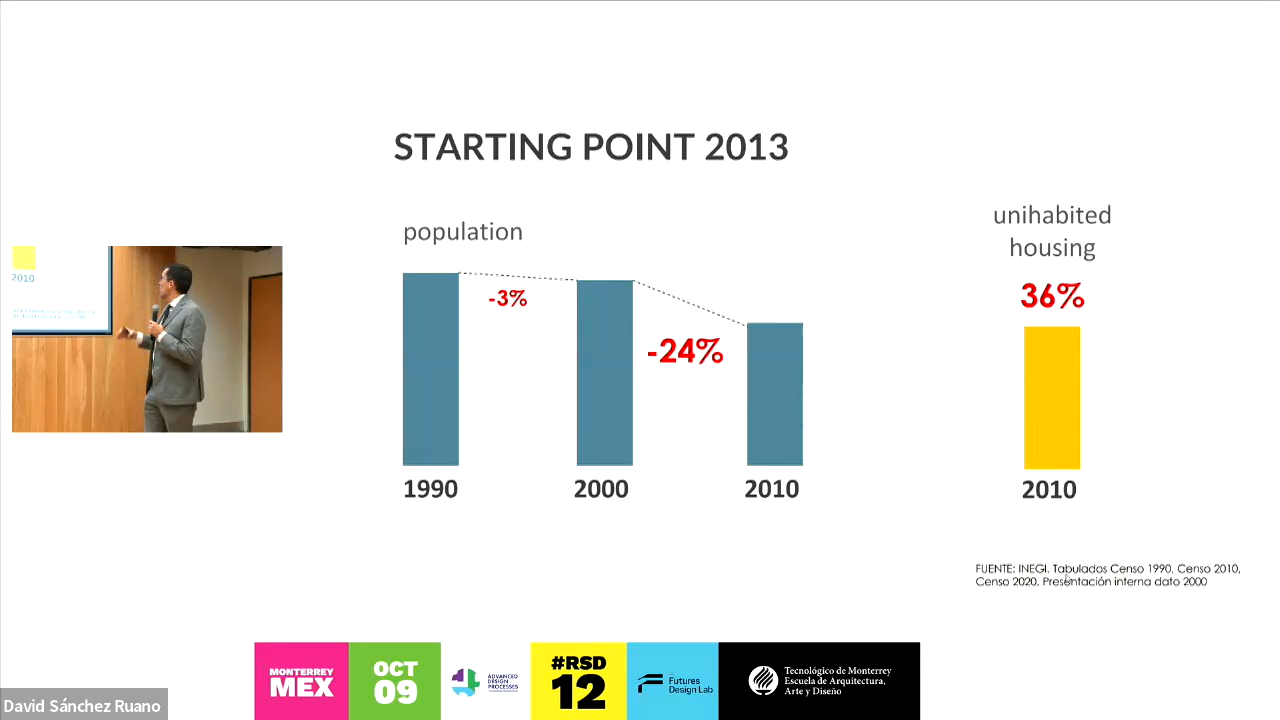 STARTING POINT 2013
population
unihabited
housing
-3%
-24%
36%
1990
2000
2010
2010
2010
FUENTE: INEGI. Tabulados Censo 1990, Censo 2010,
Censo 2020. Presentación interna dato 2000
MONTERREY
MEX
OCT
09
ADVANCED
DESIGN
PROCESSES
#RSD
12
Futures
Design Lab
Tecnológico de Monterrey
Escuela de Arquitectura,
Arte y Diseño
David Sánchez Ruano